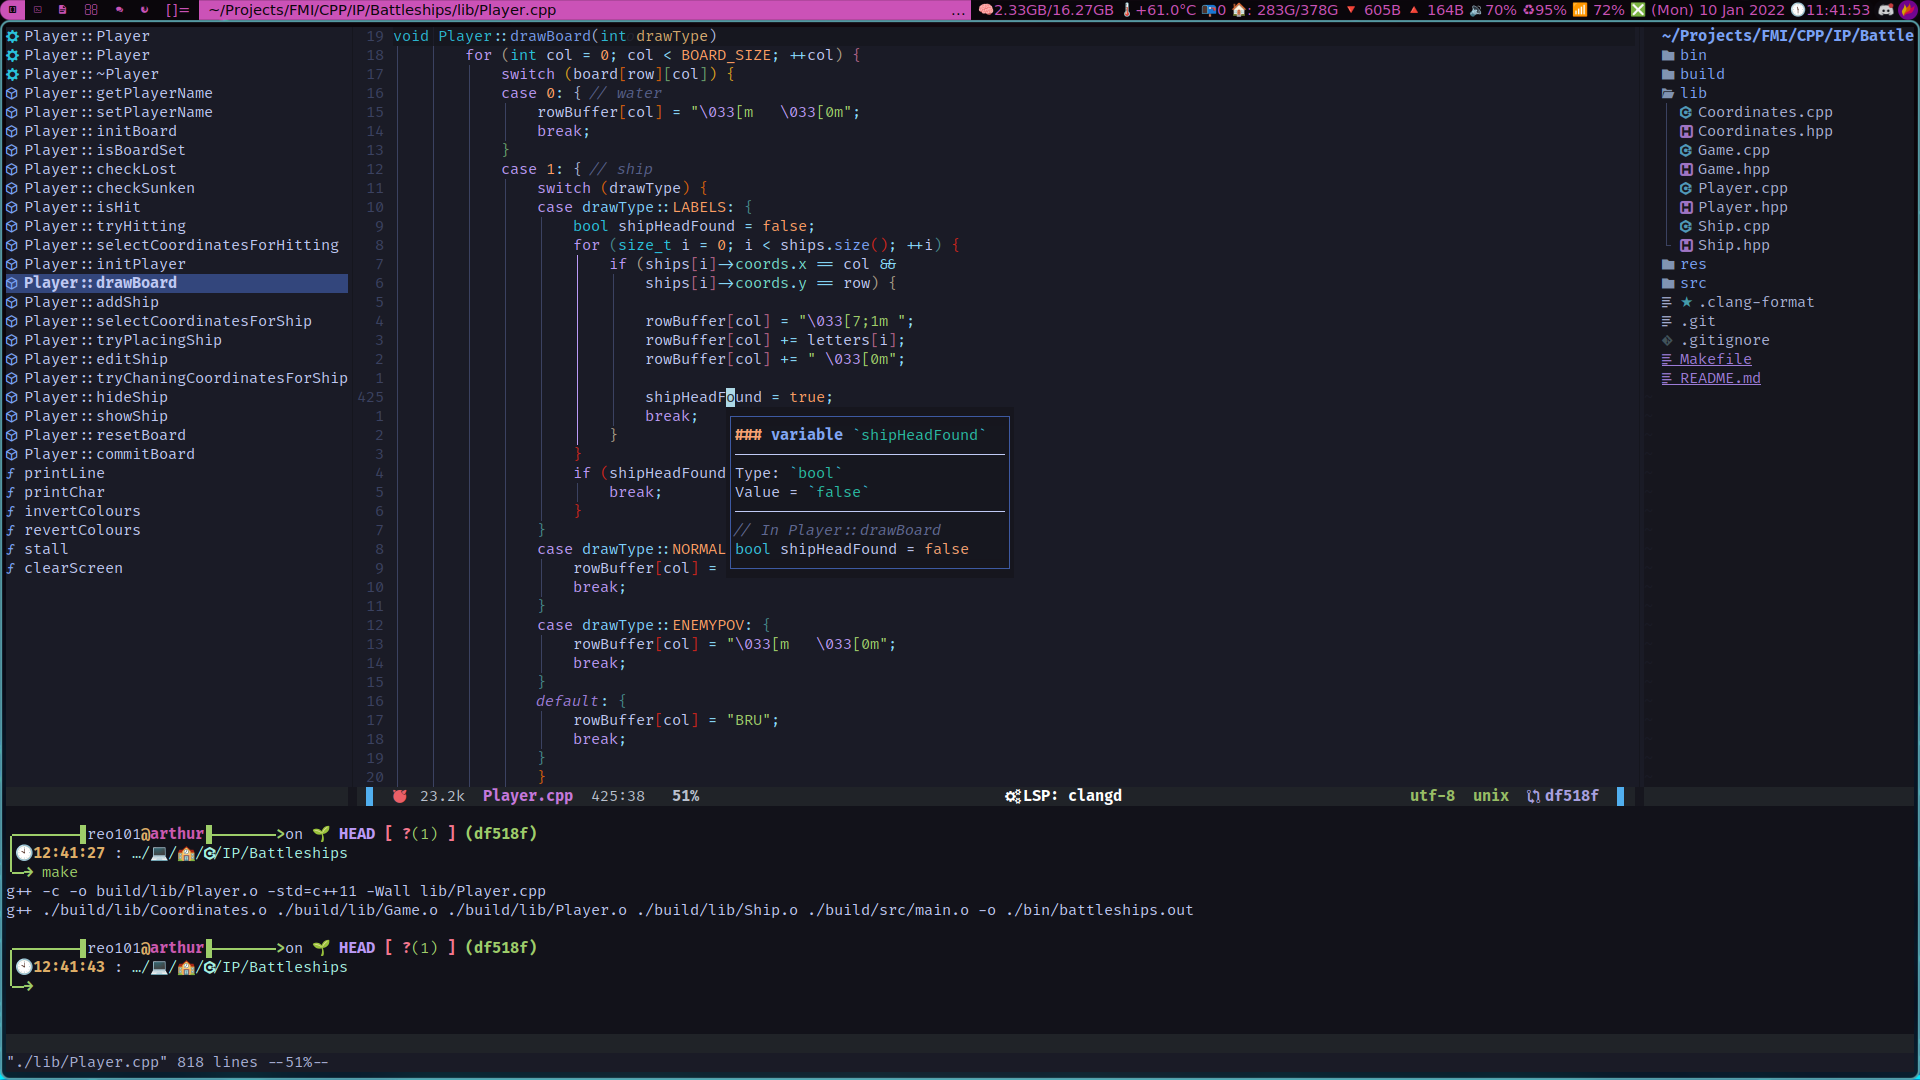 []= ~/Projects/FMI/CPP/IP/Battleships/lib/Player.cpp ... 2.33GB/16.27GB +61.0°C 0 : 283G/378G 605B 164B 70% 95% 72% (Mon) 10 Jan 2022 11:41:53
Player::Player
Player::Player
Player::~Player
Player::getPlayerName
Player::setPlayerName
Player::initBoard
Player::isBoardSet
Player::checkLost
Player::checkSunken
Player::isHit
Player::tryHitting
Player::selectCoordinatesForHitting
Player::initPlayer
Player::drawBoard
Player::addShip
Player::selectCoordinatesForShip
Player::tryPlacingShip
Player::editShip
Player::tryChaningCoordinatesForShip
Player::hideShip
Player::showShip
Player::resetBoard
Player::commitBoard
printLine
printChar
invertColours
revertColours
stall
clearScreen
19 void Player::drawBoard(int drawType)
18 for (int col = 0; col < BOARD_SIZE; ++col) {
17 switch (board[row][col]) {
16 case 0: { // water
15 rowBuffer[col] = "\033[m   \033[0m";
14 break;
13 }
12 case 1: { // ship
11 switch (drawType) {
10 case drawType::LABELS: {
9 bool shipHeadFound = false;
8 for (size_t i = 0; i < ships.size(); ++i) {
7 if (ships[i]->coords.x == col &&
6 ships[i]->coords.y == row) {
5
4 rowBuffer[col] = "\033[7;1m ";
3 rowBuffer[col] += letters[i];
2 rowBuffer[col] += " \033[0m";
1
425 shipHeadFound = true;
1 break;
2 }
3 }
4 if (shipHeadFound
5 break;
6 }
7 }
8 case drawType::NORMAL
9 rowBuffer[col] =
10 break;
11 }
12 case drawType::ENEMYPOV: {
13 rowBuffer[col] = "\033[m   \033[0m";
14 break;
15 }
16 default: {
17 rowBuffer[col] = "BRU";
18 break;
19 }
20 }
### variable `shipHeadFound`
Type: `bool`
Value = `false`
// In Player::drawBoard
bool shipHeadFound = false
~/Projects/FMI/CPP/IP/Battle
bin
build
lib
Coordinates.cpp
Coordinates.hpp
Game.cpp
Game.hpp
Player.cpp
Player.hpp
Ship.cpp
Ship.hpp
res
src
★ .clang-format
.git
.gitignore
Makefile
README.md
23.2k Player.cpp 425:38 51% LSP: clangd utf-8 unix df518f
reo101@arthur >on HEAD [ ?(1) ] (df518f)
12:41:27 : …/ / / /IP/Battleships
make
g++ -c -o build/lib/Player.o -std=c++11 -Wall lib/Player.cpp
g++ ./build/lib/Coordinates.o ./build/lib/Game.o ./build/lib/Player.o ./build/lib/Ship.o ./build/src/main.o -o ./bin/battleships.out
reo101@arthur >on HEAD [ ?(1) ] (df518f)
12:41:43 : …/ / / /IP/Battleships
"./lib/Player.cpp" 818 lines --51%--